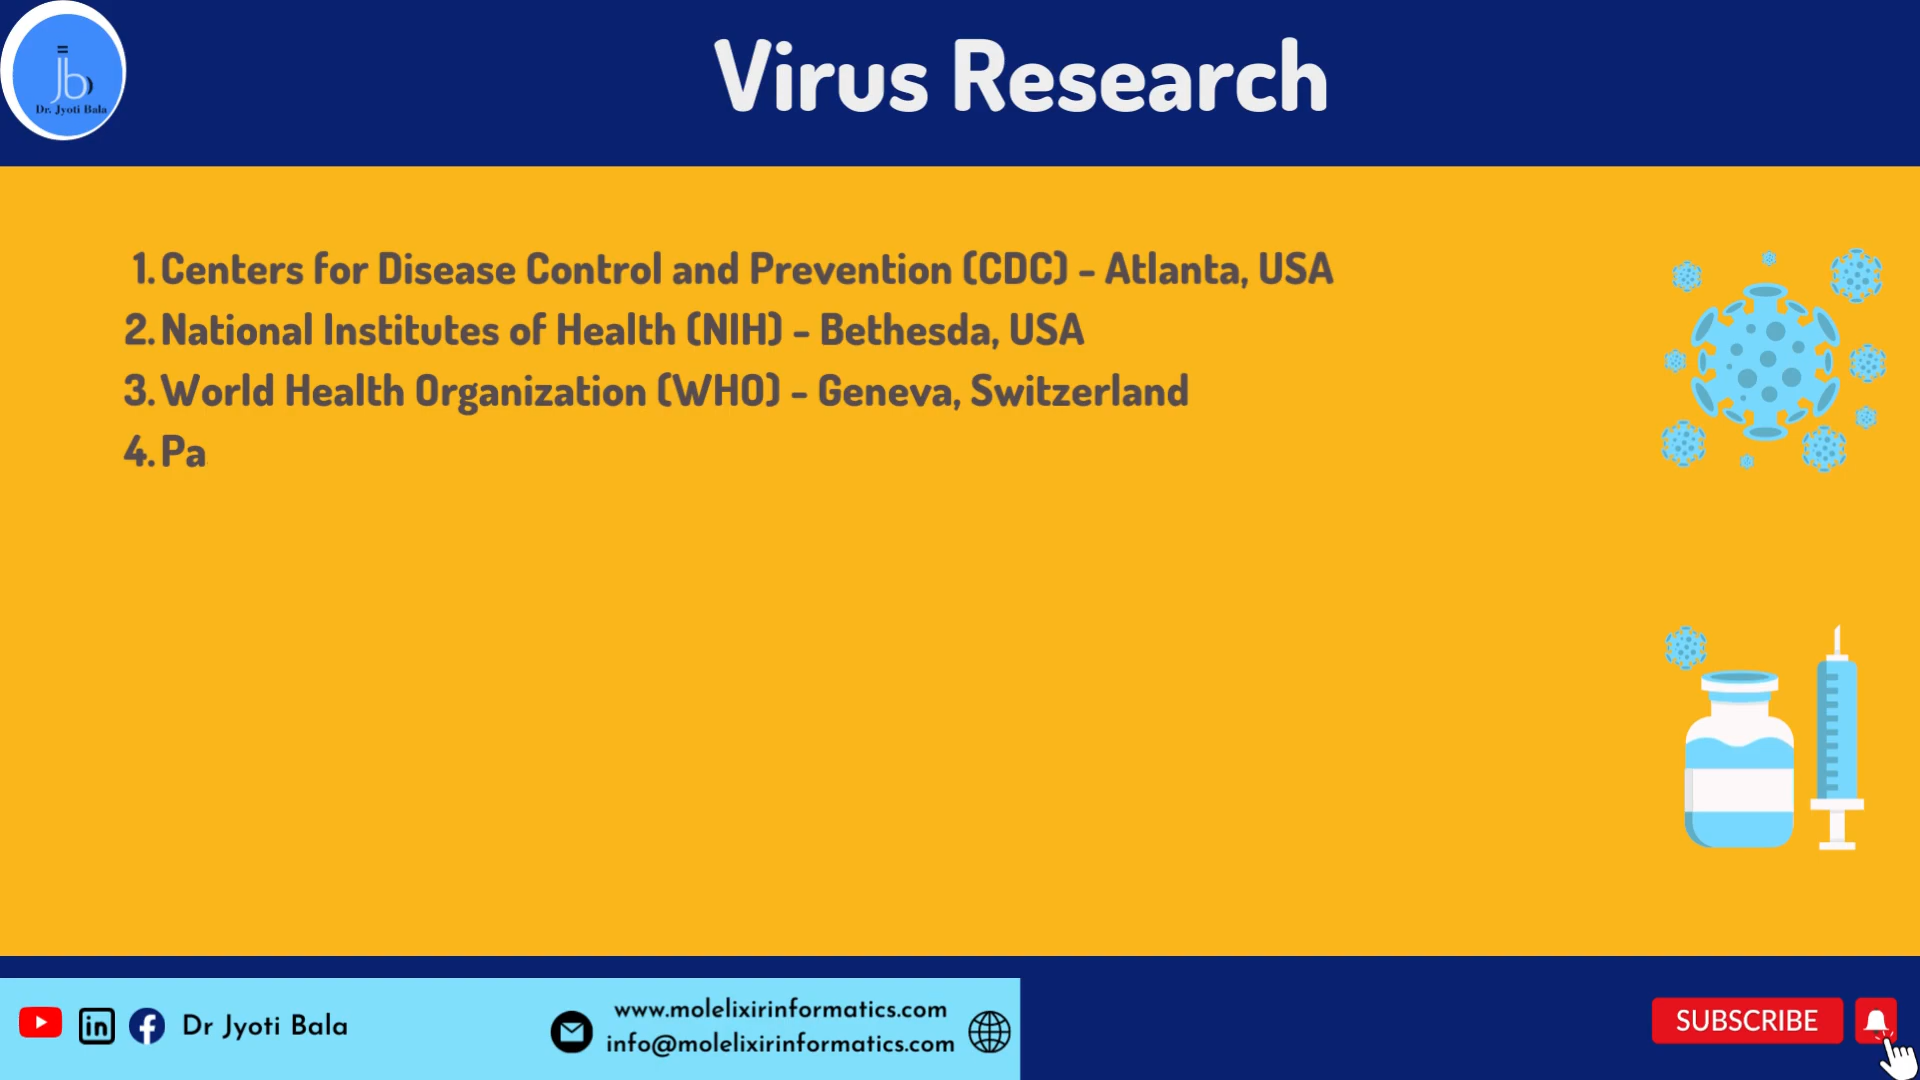 Dr. Jyoti Bala
Virus Research
1. Centers for Disease Control and Prevention (CDC) - Atlanta, USA
2. National Institutes of Health (NIH) - Bethesda, USA
3. World Health Organization (WHO) - Geneva, Switzerland
4. Pa
Dr Jyoti Bala
www.molelixirinformatics.com
info@molelixirinformatics.com
SUBSCRIBE